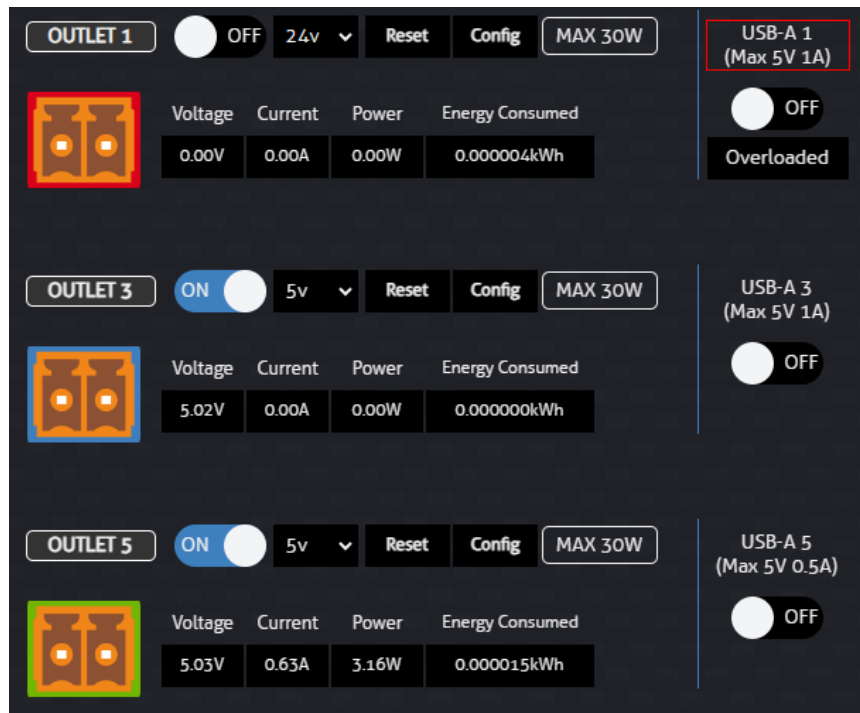 OUTLET 1 OFF 24v Reset Config MAX 30W
USB-A 1
(Max 5V 1A)
OFF
Overloaded
Voltage Current Power Energy Consumed
0.00V 0.00A 0.00W 0.000004kWh
OUTLET 3 ON 5v Reset Config MAX 30W
USB-A 3
(Max 5V 1A)
OFF
Voltage Current Power Energy Consumed
5.02V 0.00A 0.00W 0.000000kWh
OUTLET 5 ON 5v Reset Config MAX 30W
USB-A 5
(Max 5V 0.5A)
OFF
Voltage Current Power Energy Consumed
5.03V 0.63A 3.16W 0.000015kWh